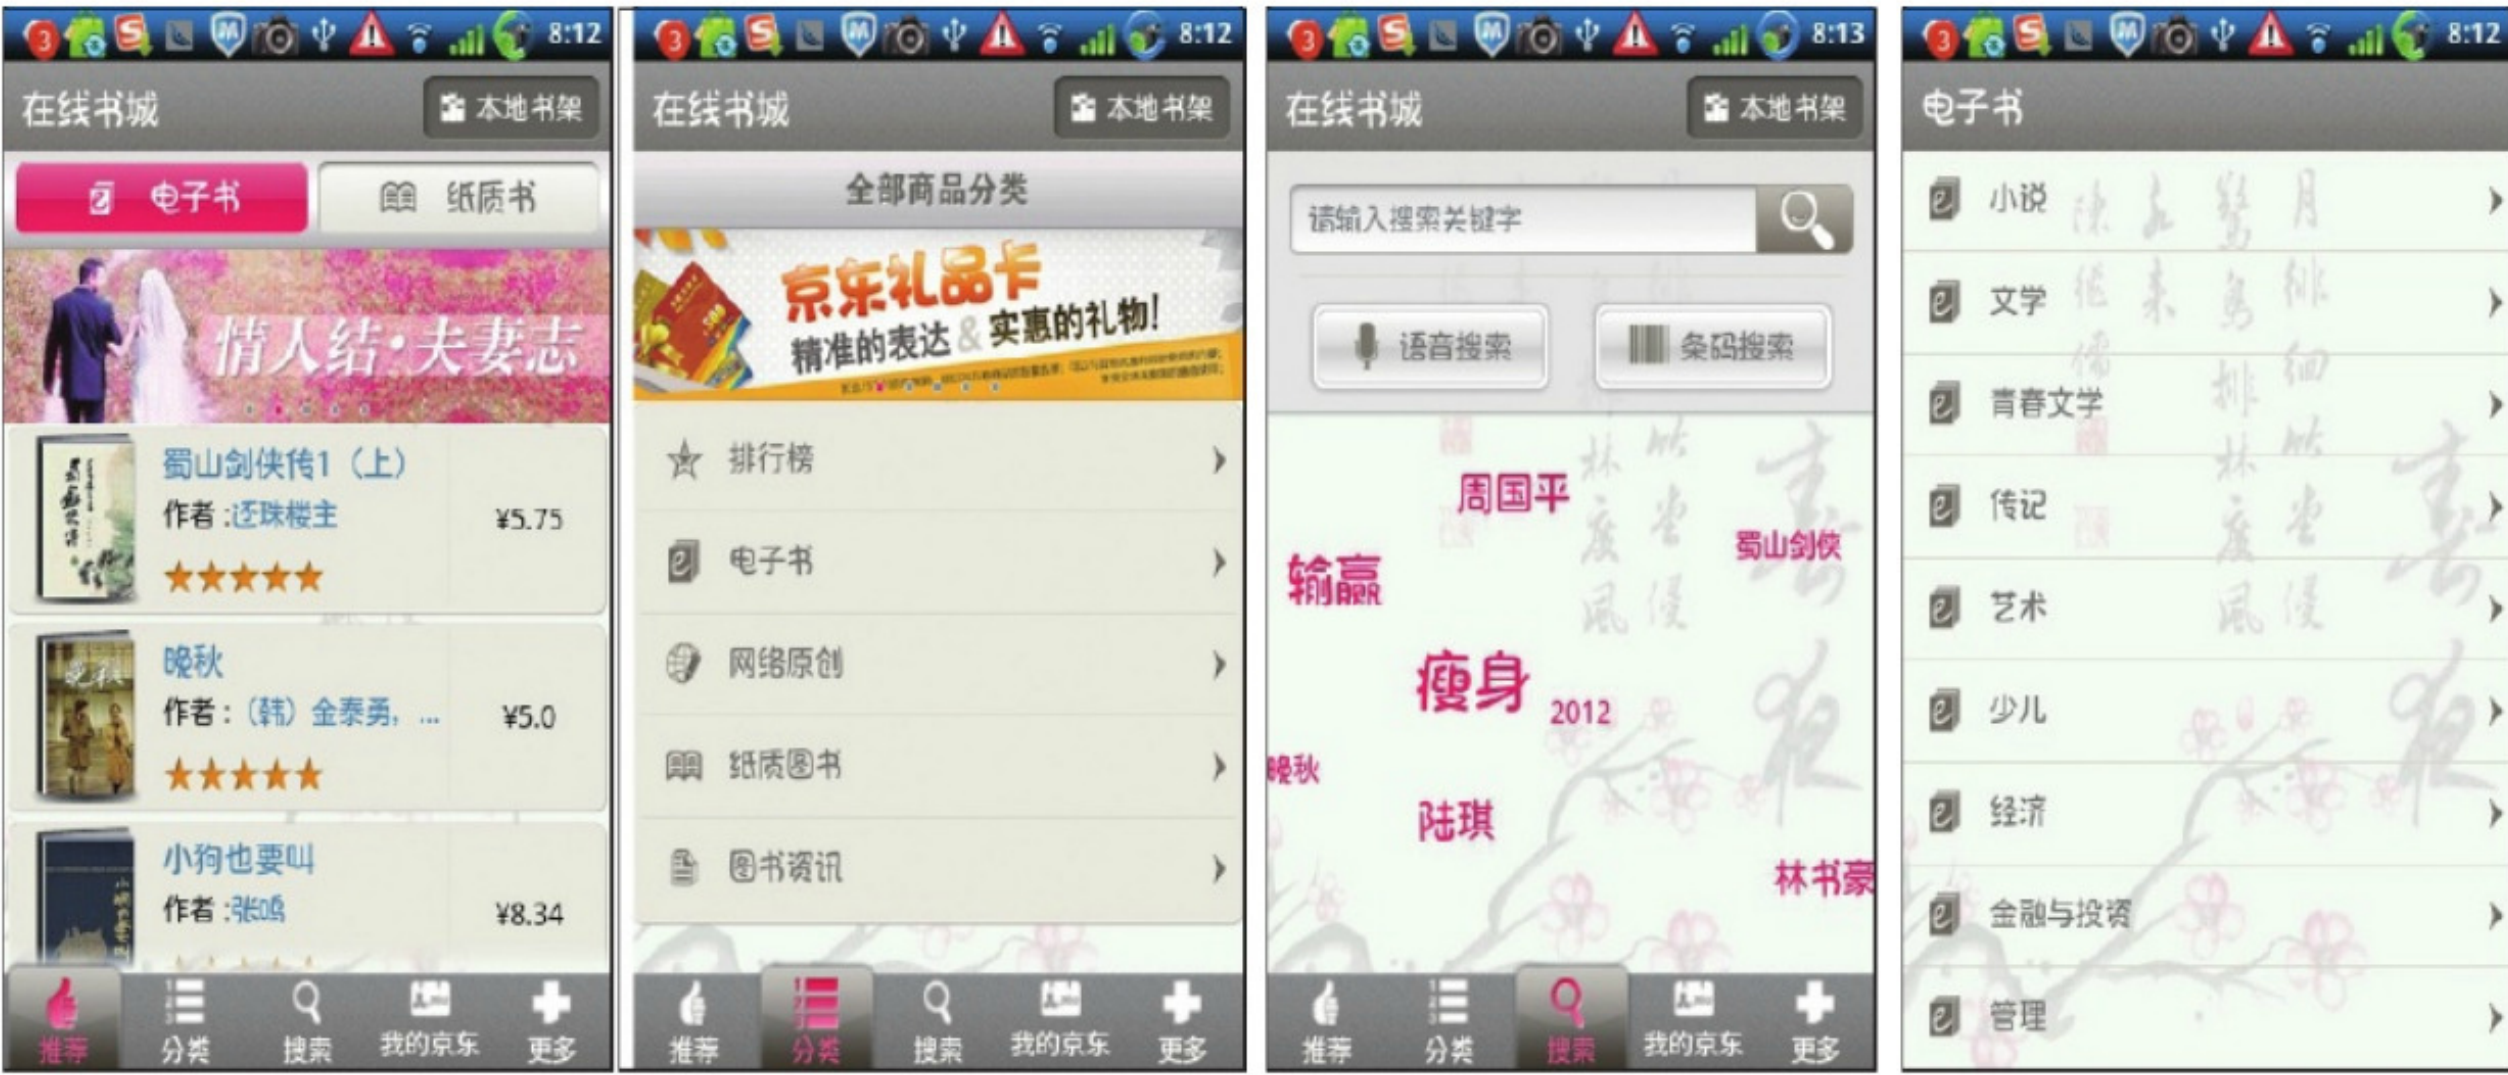 3 8:12
在线书城 本地书架
电子书 纸质书
情人结·夫妻志
蜀山剑侠传1（上）
作者：还珠楼主
¥5.75
晚秋
晚秋
作者：（韩）金泰勇，...
¥5.0
小狗也要叫
作者：张鸣
¥8.34
推荐 分类 搜索 我的京东 更多
3 8:12
在线书城 本地书架
全部商品分类
京东礼品卡
精准的表达&实惠的礼物!
排行榜
电子书
网络原创
纸质图书
图书资讯
推荐 分类 搜索 我的京东 更多
3 8:13
在线书城 本地书架
请输入搜索关键字
语音搜索 条码搜索
周国平
蜀山剑侠
输赢
瘦身
2012
晚秋
陆琪
林书豪
推荐 分类 搜索 我的京东 更多
3 8:12
电子书
小说
文学
青春文学
传记
艺术
少儿
经济
金融与投资
管理